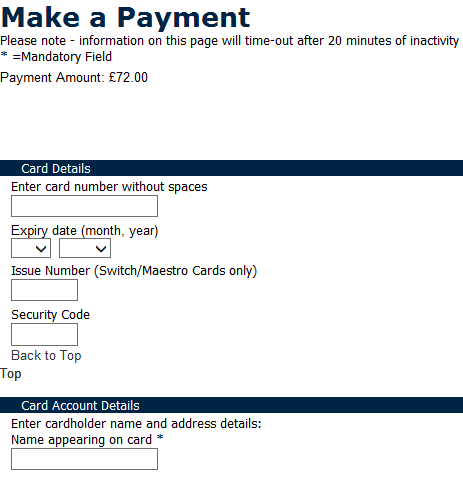 Make a Payment
Please note - information on this page will time-out after 20 minutes of inactivity
* =Mandatory Field
Payment Amount: £72.00
Card Details
Enter card number without spaces
Expiry date (month, year)
Issue Number (Switch/Maestro Cards only)
Security Code
Back to Top
Top
Card Account Details
Enter cardholder name and address details:
Name appearing on card *